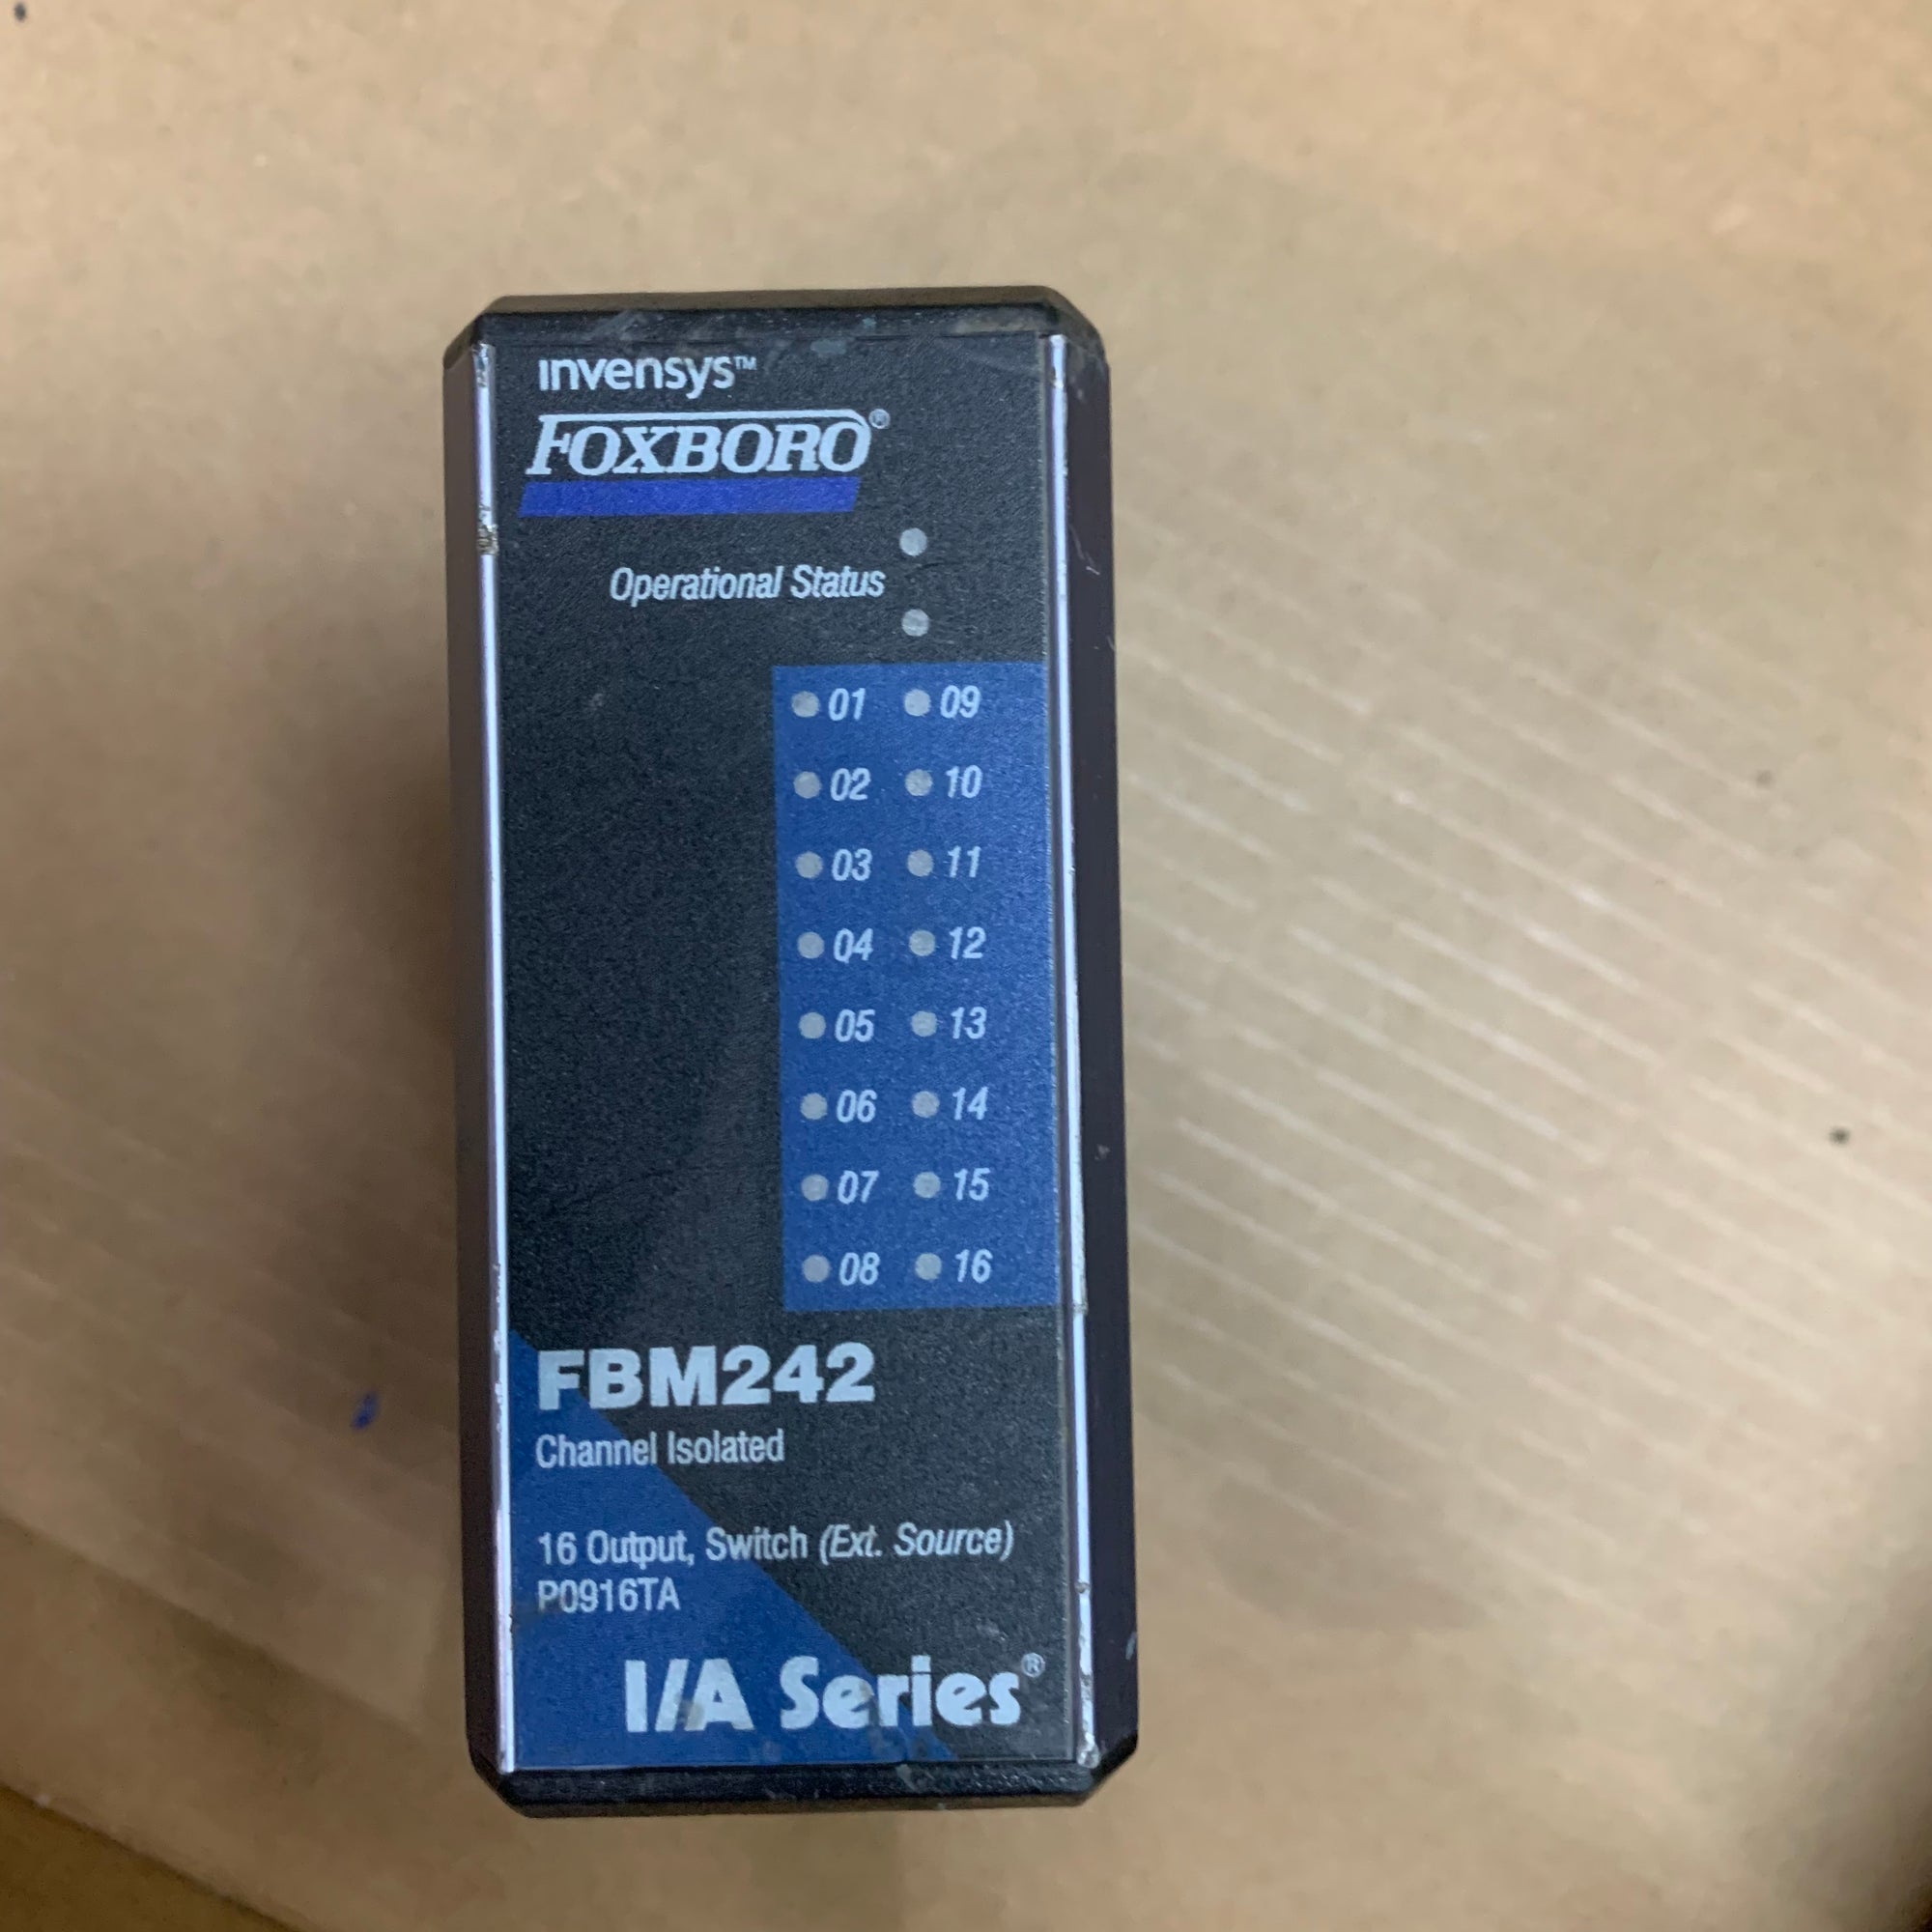 invensys™
FOXBORO®
Operational Status
01 09
02 10
03 11
04 12
05 13
06 14
07 15
08 16
FBM242
Channel Isolated
16 Output, Switch (Ext. Source)
P0916TA
I/A Series®